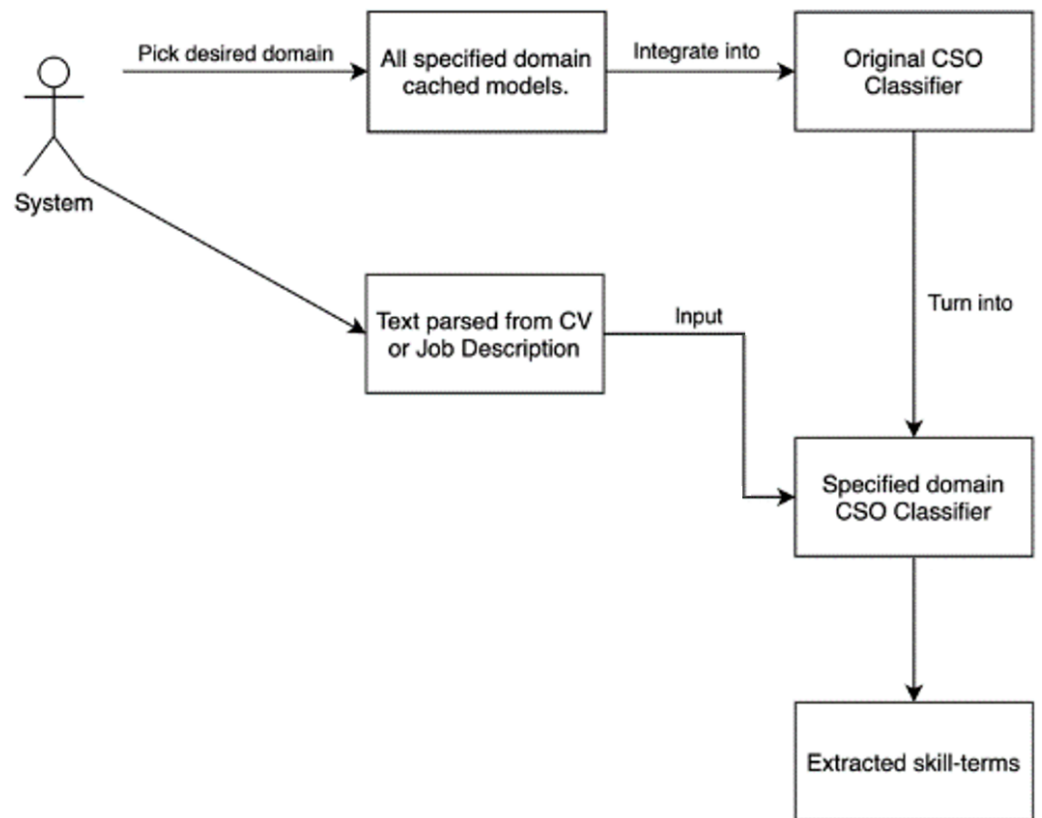 Pick desired domain
All specified domain
cached models.
Integrate into
Original CSO
Classifier
System
Text parsed from CV
or Job Description
Input
Turn into
Specified domain
CSO Classifier
Extracted skill-terms